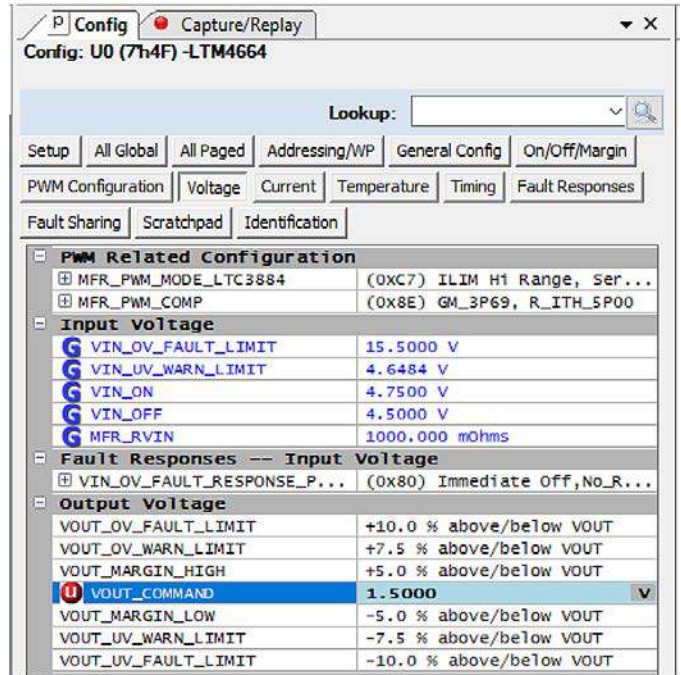 P Config Capture/Replay
Config: U0 (7'h4F) -LTM4664
Lookup:
Setup All Global All Paged Addressing/WP General Config On/Off/Margin
PWM Configuration Voltage Current Temperature Timing Fault Responses
Fault Sharing Scratchpad Identification
PWM Related Configuration
MFR_PWM_MODE_LTC3884 (0xC7) ILIM Hi Range, Ser...
MFR_PWM_COMP (0x8E) GM_3P69, R_ITH_5P00
Input Voltage
G VIN_OV_FAULT_LIMIT 15.5000 V
G VIN_UV_WARN_LIMIT 4.6484 V
G VIN_ON 4.7500 V
G VIN_OFF 4.5000 V
G MFR_RVIN 1000.000 mOhms
Fault Responses -- Input Voltage
VIN_OV_FAULT_RESPONSE_P... (0x80) Immediate Off,No_R...
Output Voltage
VOUT_OV_FAULT_LIMIT +10.0 % above/below VOUT
VOUT_OV_WARN_LIMIT +7.5 % above/below VOUT
VOUT_MARGIN_HIGH +5.0 % above/below VOUT
U VOUT_COMMAND 1.5000 V
VOUT_MARGIN_LOW -5.0 % above/below VOUT
VOUT_UV_WARN_LIMIT -7.5 % above/below VOUT
VOUT_UV_FAULT_LIMIT -10.0 % above/below VOUT